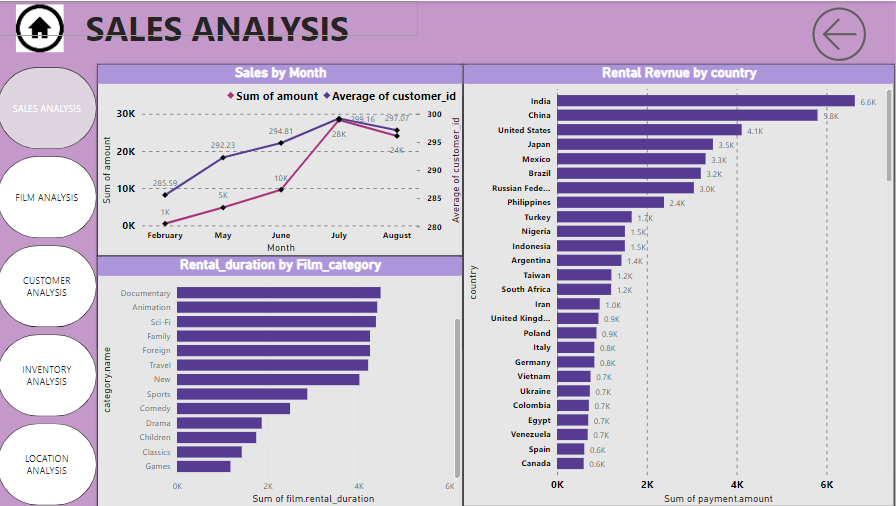 SALES ANALYSIS
SALES ANALYSIS
FILM ANALYSIS
CUSTOMER
ANALYSIS
INVENTORY
ANALYSIS
LOCATION
ANALYSIS
Sales by Month
Sum of amount Average of customer_id
Sum of amount
30K
20K
10K
0K
285.59
292.23
294.81
299.16
297.07
1K
5K
10K
28K
24K
300
295
290
285
280
Average of customer_id
February May June July August
Month
Rental_duration by Film_category
category.name
Documentary
Animation
Sci-Fi
Family
Foreign
Travel
New
Sports
Comedy
Drama
Children
Classics
Games
0K 2K 4K 6K
Sum of film.rental_duration
Rental Revnue by country
country
India 6.6K
China 5.8K
United States 4.1K
Japan 3.5K
Mexico 3.3K
Brazil 3.2K
Russian Fede... 3.0K
Philippines 2.4K
Turkey 1.7K
Nigeria 1.5K
Indonesia 1.5K
Argentina 1.4K
Taiwan 1.2K
South Africa 1.2K
Iran 1.0K
United Kingd... 0.9K
Poland 0.9K
Italy 0.8K
Germany 0.8K
Vietnam 0.7K
Ukraine 0.7K
Colombia 0.7K
Egypt 0.7K
Venezuela 0.7K
Spain 0.6K
Canada 0.6K
0K 2K 4K 6K
Sum of payment.amount